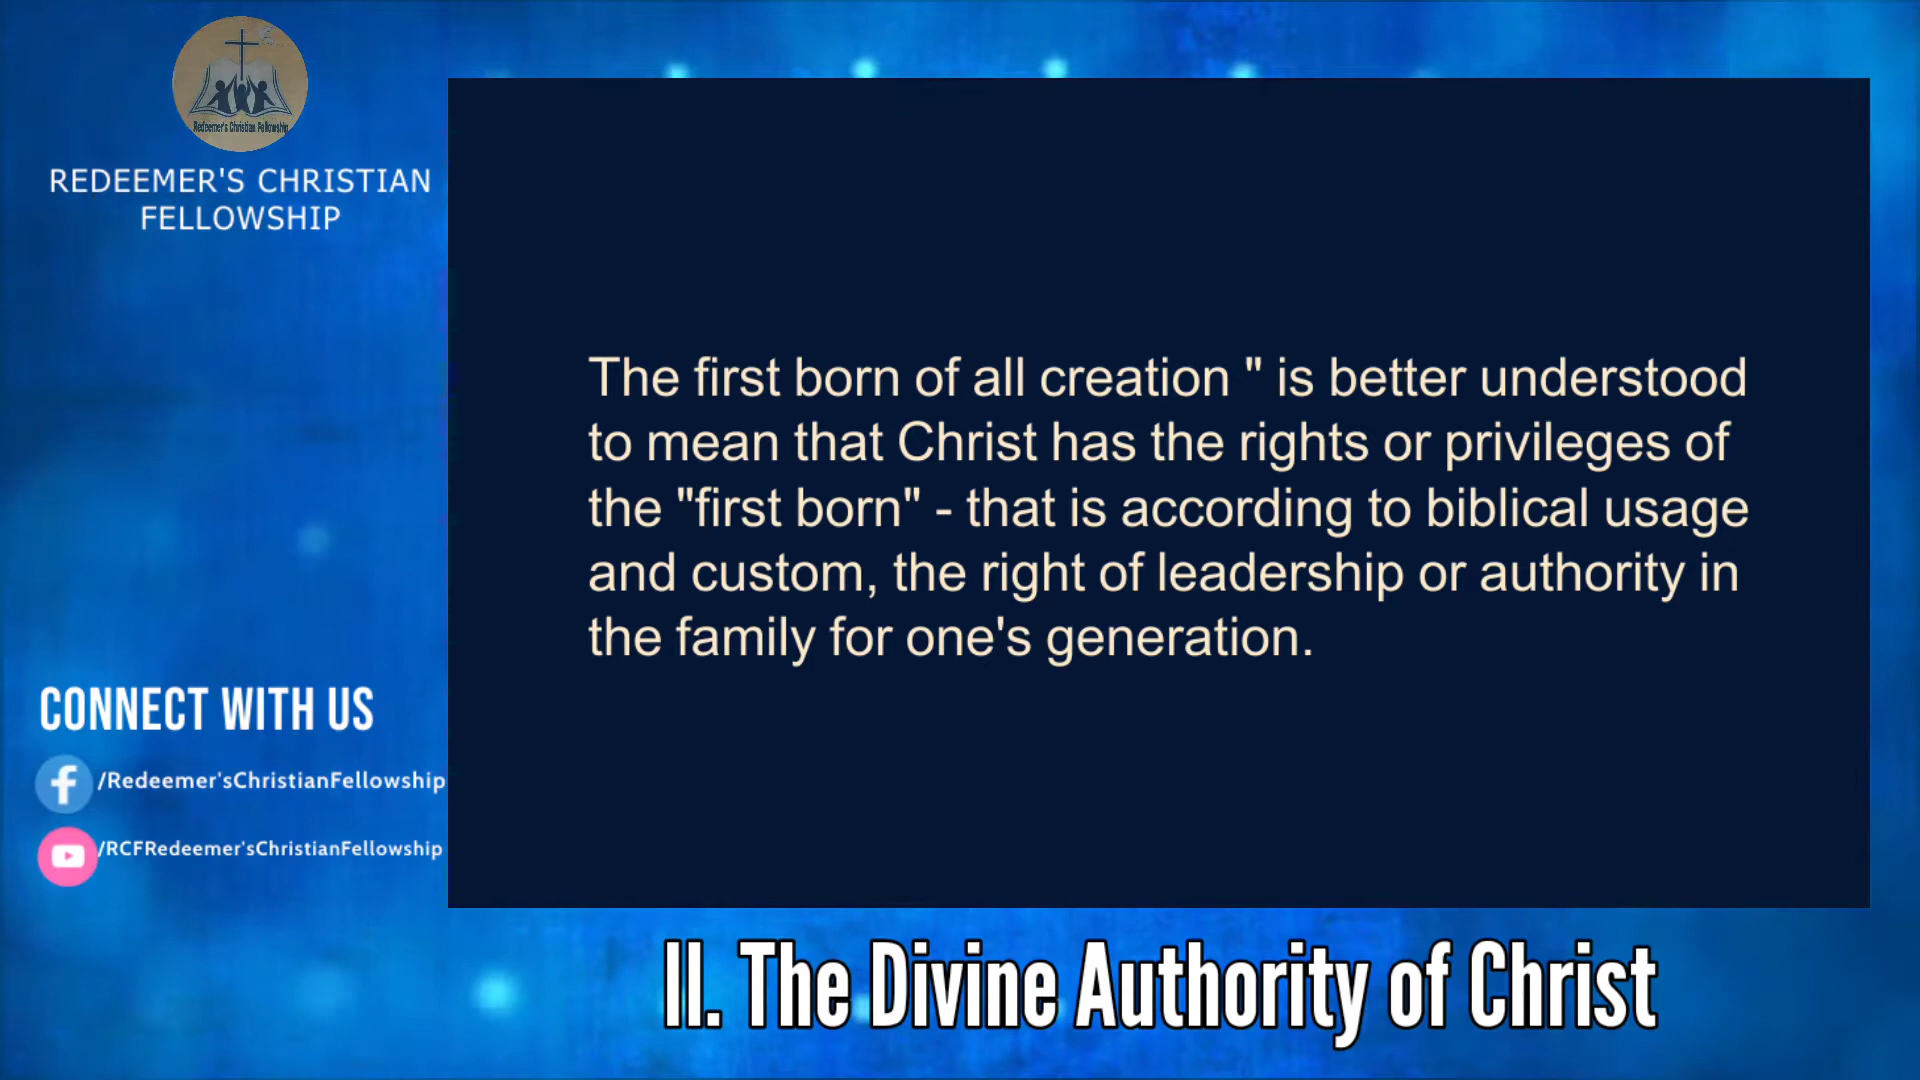 Redeemer's Christian Fellowship
REDEEMER'S CHRISTIAN
FELLOWSHIP
The first born of all creation " is better understood
to mean that Christ has the rights or privileges of
the "first born" - that is according to biblical usage
and custom, the right of leadership or authority in
the family for one's generation.
CONNECT WITH US
/Redeemer'sChristianFellowship
/RCFRedeemer'sChristianFellowship
II. The Divine Authority of Christ